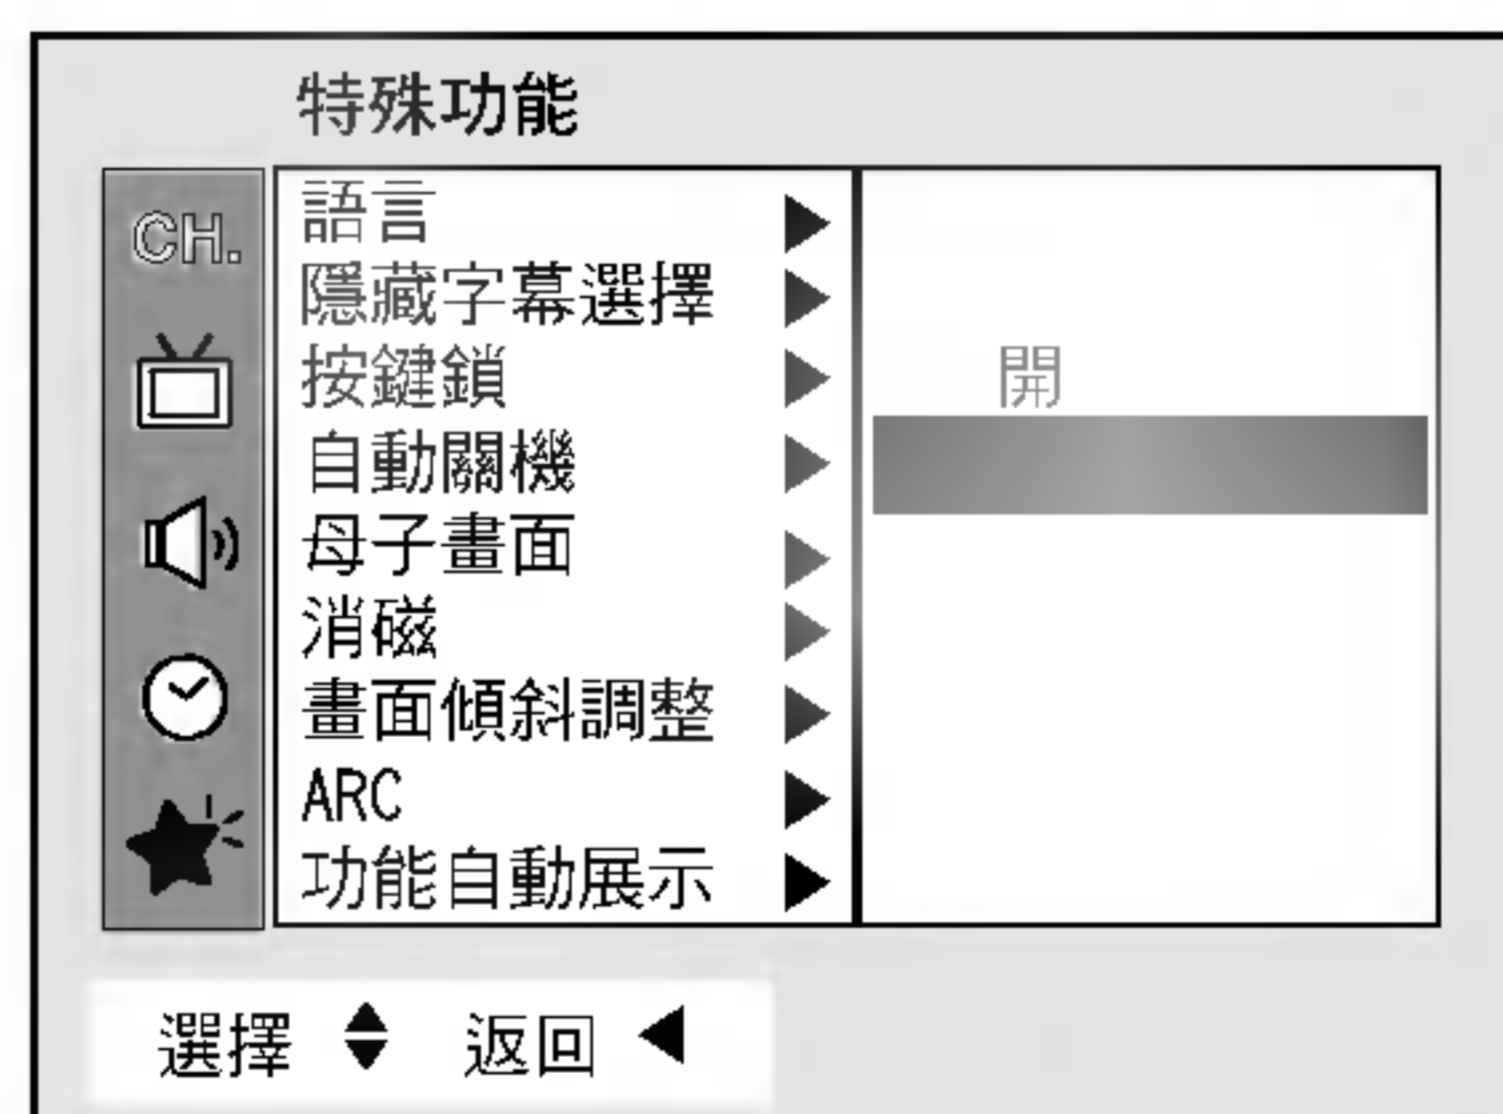 特殊功能
CH.
語言 ▶
隱藏字幕選擇 ▶
按鍵鎖 ▶ 開
自動關機 ▶
母子畫面 ▶
消磁 ▶
畫面傾斜調整 ▶
ARC ▶
功能自動展示 ▶
選擇 ◆ 返回 ◀